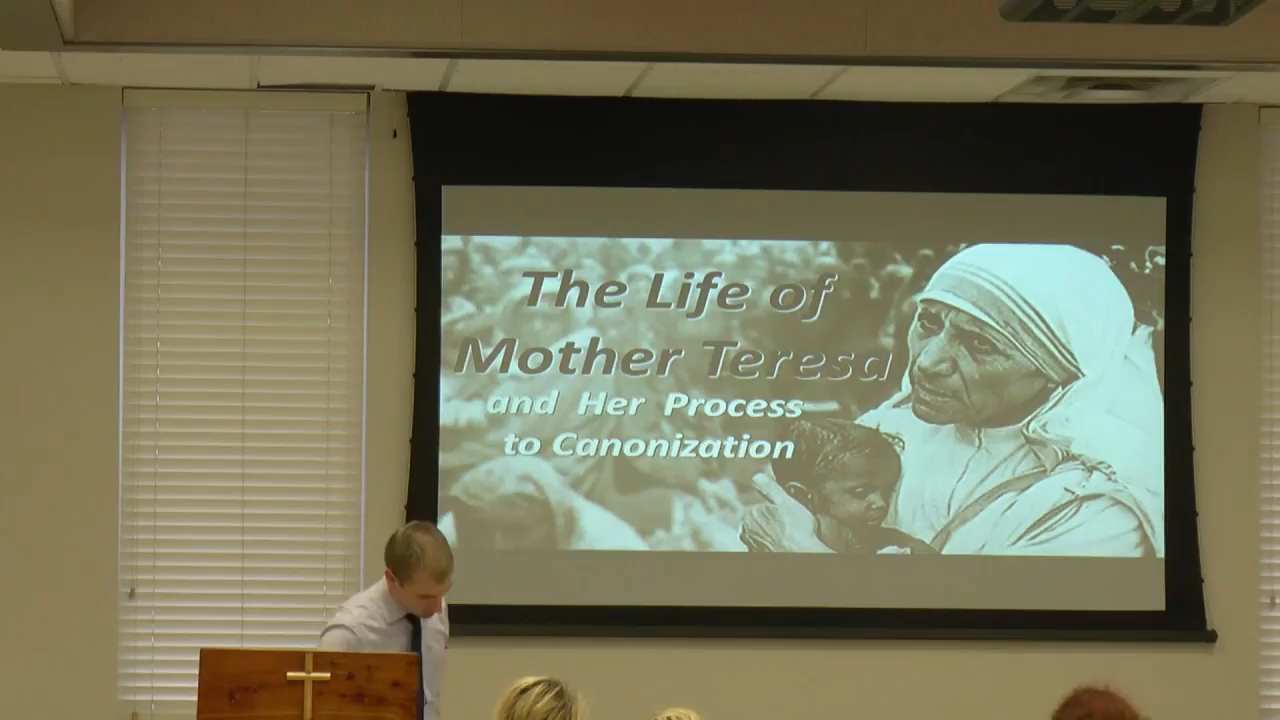 The Life of
Mother Teresa
and Her Process
to Canonization